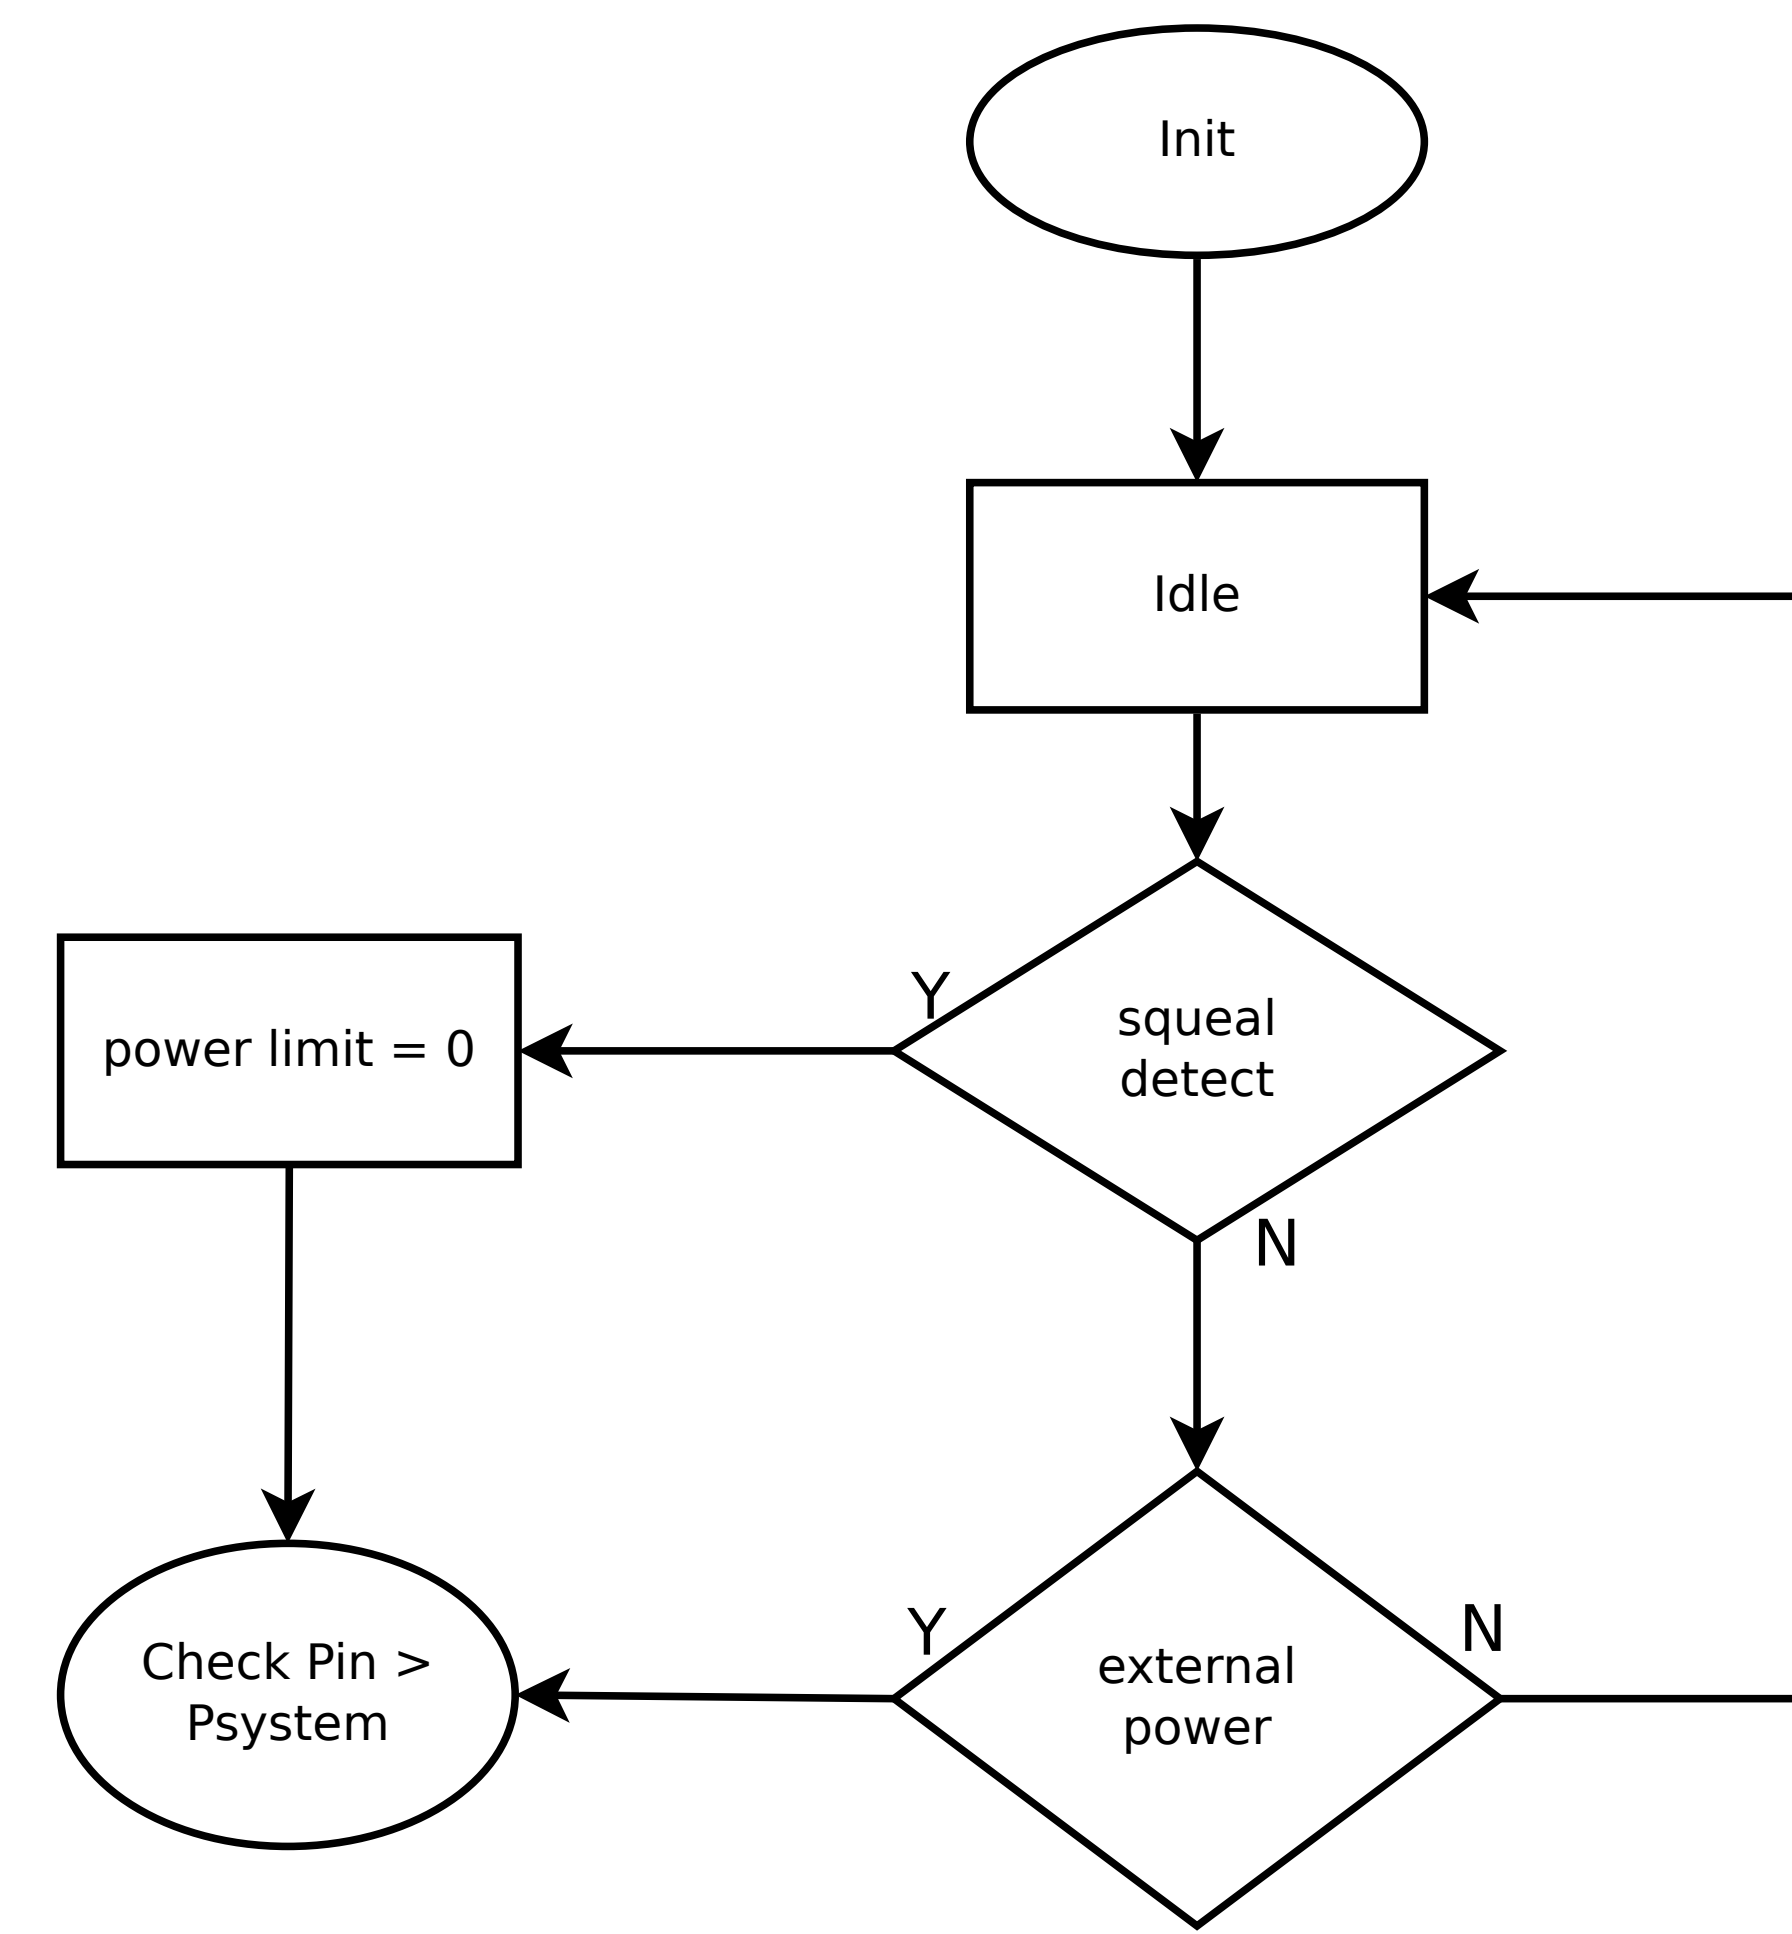 Init
Idle
Y
squeal
detect
power limit = 0
N
Y
N
external
power
Check Pin >
Psystem